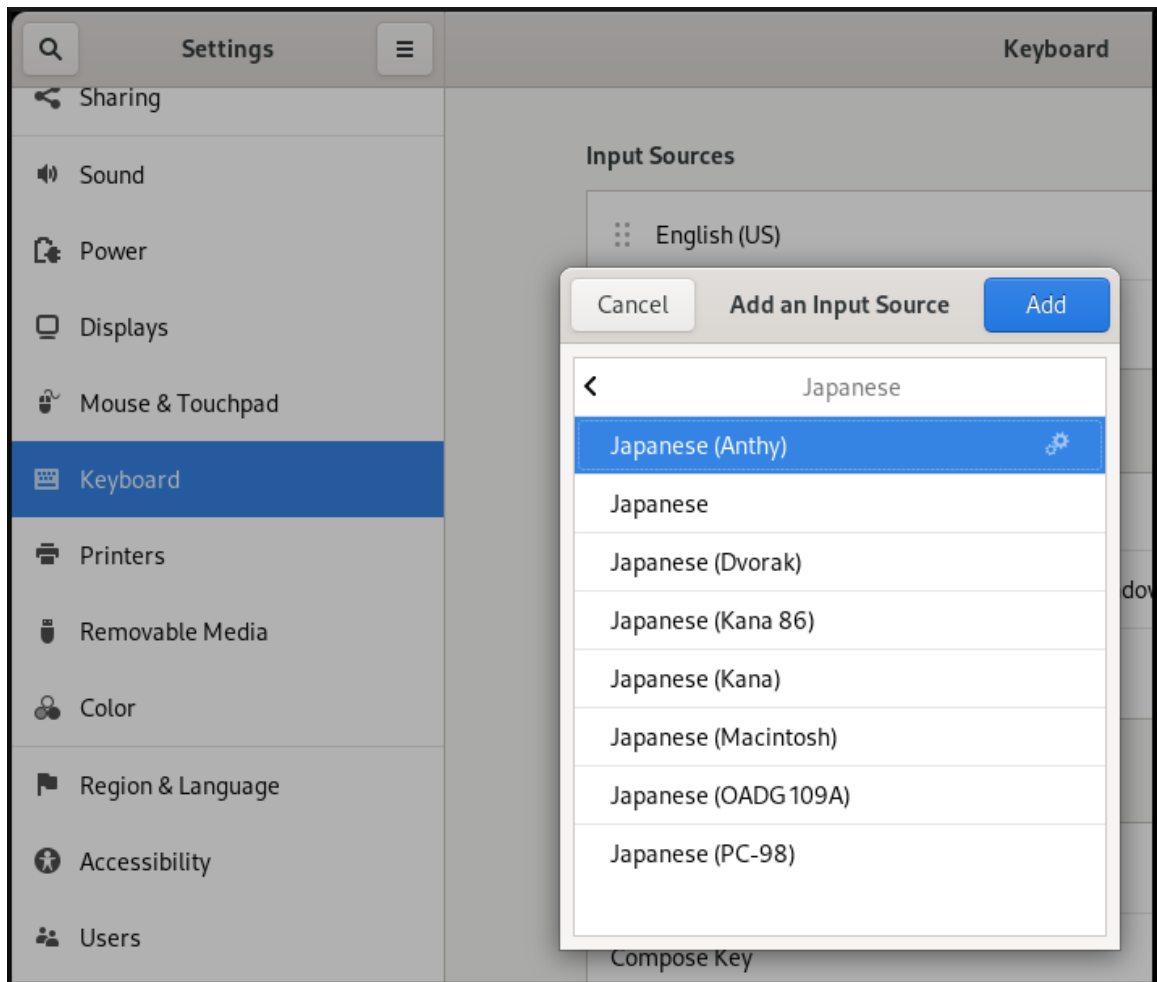 Settings
Keyboard
Sharing
Sound
Power
Displays
Mouse & Touchpad
Keyboard
Printers
Removable Media
Color
Region & Language
Accessibility
Users
Input Sources
English (US)
Cancel
Add an Input Source
Add
Japanese
Japanese (Anthy)
Japanese
Japanese (Dvorak)
Japanese (Kana 86)
Japanese (Kana)
Japanese (Macintosh)
Japanese (OADG 109A)
Japanese (PC-98)
Compose Key